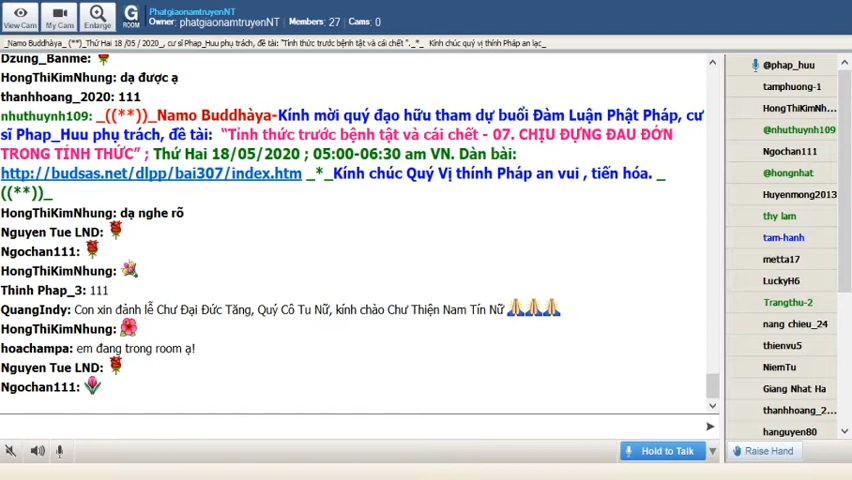 View Cam
My Cam
Enlarge
G
ROOM
PhatgiaonamtruyenNT
Owner: phatgiaonamtruyenNT Members: 27 Cams: 0
_Namo Buddhàya_ (**)_Thứ Hai 18 /05 / 2020_, cư sĩ Phap_Huu phụ trách, đề tài: "Tỉnh thức trước bệnh tật và cái chết "._*_ Kính chúc quý vị thính Pháp an lạc_
Dzung_Banme:
HongThiKimNhung: dạ được ạ
thanhhoang_2020: 111
nhuthuynh109: _((**))_Namo Buddhàya-Kính mời quý đạo hữu tham dự buổi Đàm Luận Phật Pháp, cư
sĩ Phap_Huu phụ trách, đề tài: "Tỉnh thức trước bệnh tật và cái chết - 07. CHỊU ĐỰNG ĐAU ĐỚN
TRONG TỈNH THỨC" ; Thứ Hai 18/05/2020 ; 05:00-06:30 am VN. Dàn bài:
http://budsas.net/dlpp/bai307/index.htm _*_Kính chúc Quý Vị thính Pháp an vui , tiến hóa. _
((**))_
HongThiKimNhung: dạ nghe rõ
Nguyen Tue LND:
Ngochan111:
HongThiKimNhung:
Thinh Phap_3: 111
QuangIndy: Con xin đảnh lễ Chư Đại Đức Tăng, Quý Cô Tu Nữ, kính chào Chư Thiện Nam Tín Nữ
HongThiKimNhung:
hoachampa: em đang trong room ạ!
Nguyen Tue LND:
Ngochan111:
Hold to Talk
@phap_huu
tamphuong-1
HongThiKimNh...
@nhuthuynh109
Ngochan111
@hongnhat
Huyenmong2013
thy lam
tam-hanh
metta17
LuckyH6
Trangthu-2
nang chieu_24
thienvu5
NiemTu
Giang Nhat Ha
thanhhoang_2...
hanguyen80
Raise Hand